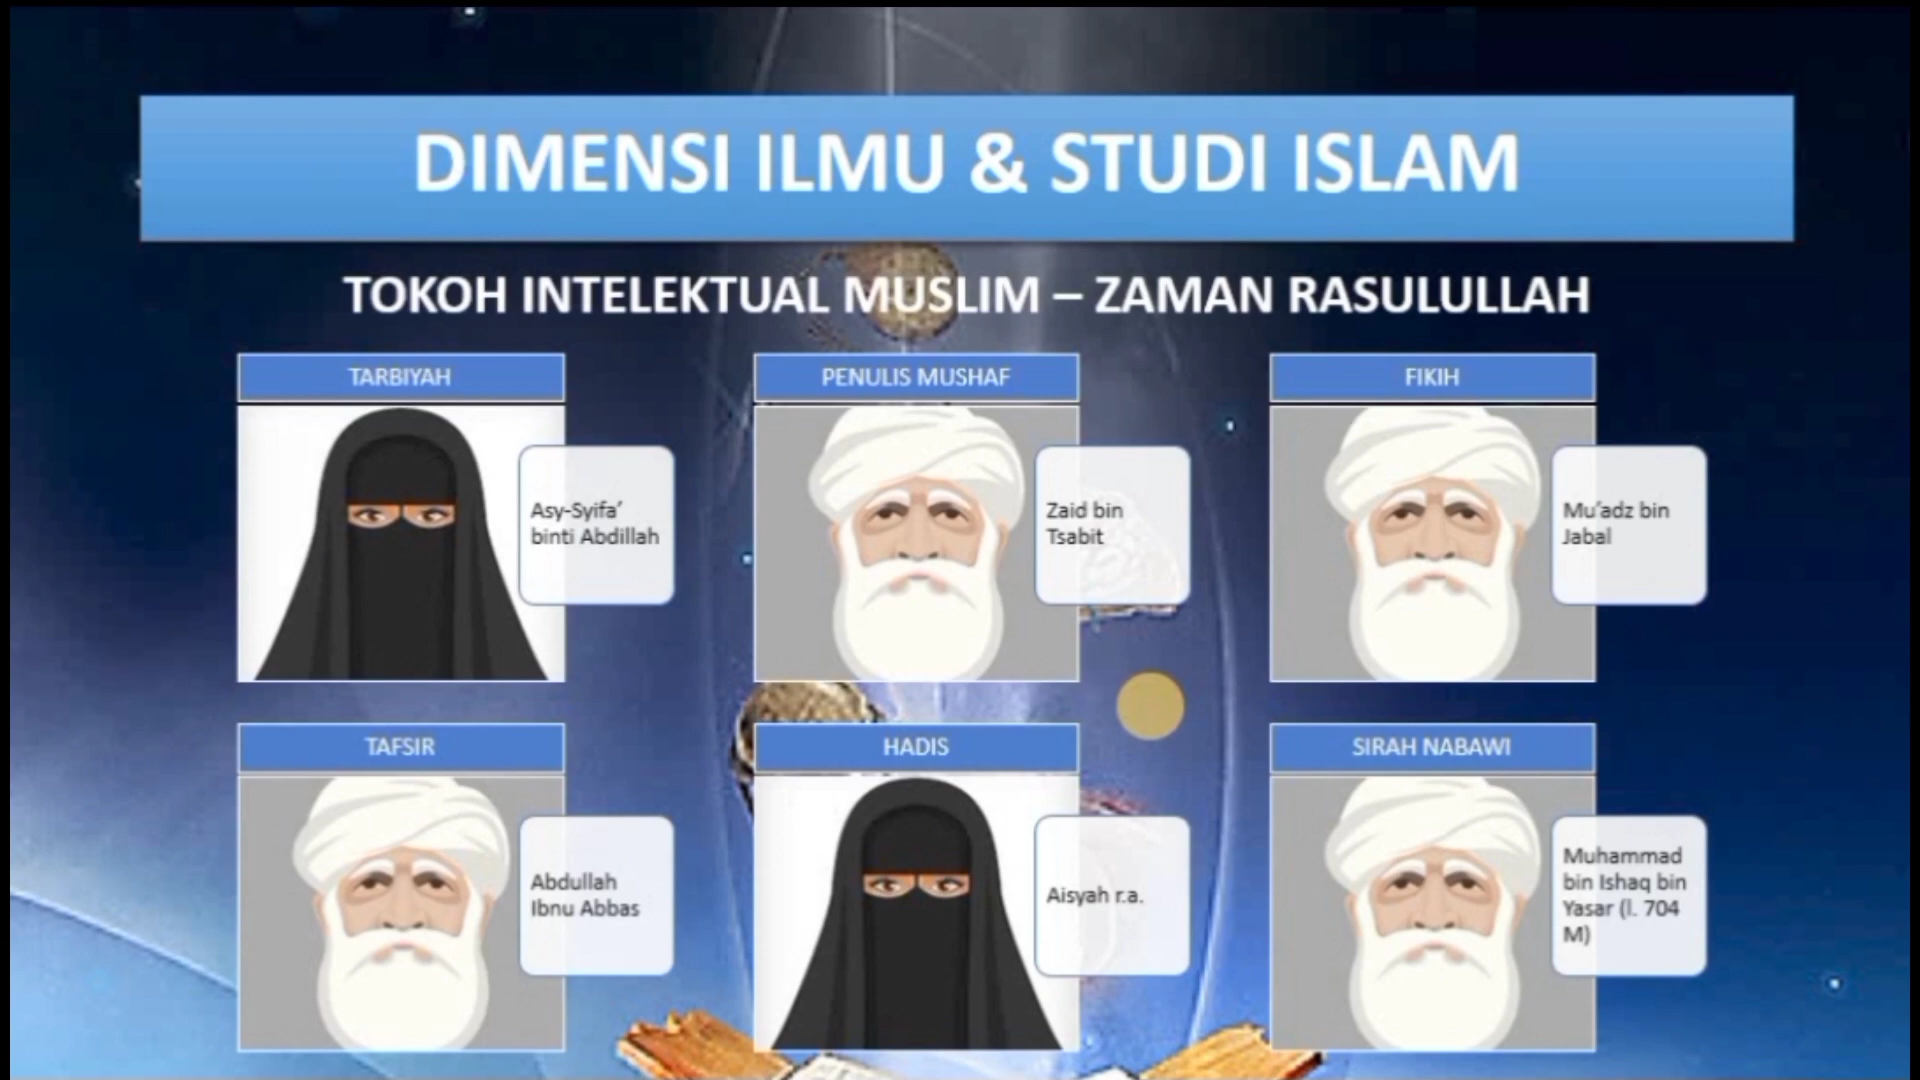 DIMENSI ILMU & STUDI ISLAM
TOKOH INTELEKTUAL MUSLIM – ZAMAN RASULULLAH
TARBIYAH
Asy-Syifa’
binti Abdillah
PENULIS MUSHAF
Zaid bin
Tsabit
FIKIH
Mu’adz bin
Jabal
TAFSIR
Abdullah
Ibnu Abbas
HADIS
Aisyah r.a.
SIRAH NABAWI
Muhammad
bin Ishaq bin
Yasar (l. 704
M)